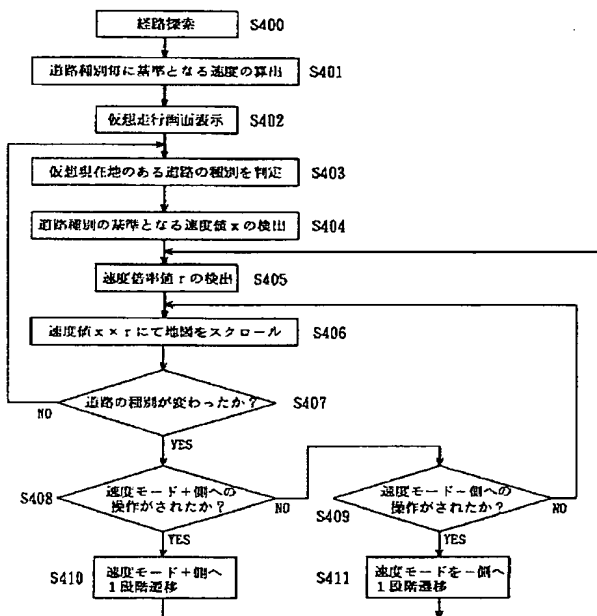 経路探索 S400
道路種別毎に基準となる速度の算出 S401
仮想走行画面表示 S402
仮想現在地のある道路の種別を判定 S403
道路種別の基準となる速度値xの検出 S404
速度倍率値rの検出 S405
速度値x×rにて地図をスクロール S406
道路の種別が変わったか? S407
NO
YES
S408 速度モード+側への
操作がされたか?
NO
YES
S409 速度モード-側への
操作がされたか?
NO
YES
S410 速度モード+側へ
1段階遷移
S411 速度モードを-側へ
1段階遷移